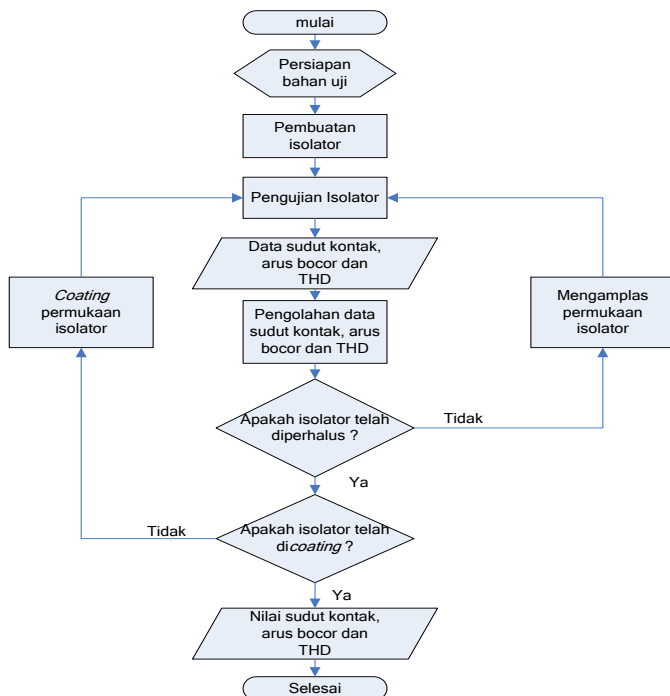 mulai
Persiapan
bahan uji
Pembuatan
isolator
Pengujian Isolator
Data sudut kontak,
arus bocor dan
THD
Coating
permukaan
isolator
Pengolahan data
sudut kontak, arus
bocor dan THD
Mengamplas
permukaan
isolator
Apakah isolator telah
diperhalus ?
Tidak
Ya
Apakah isolator telah
dicoating ?
Tidak
Ya
Nilai sudut kontak,
arus bocor dan
THD
Selesai